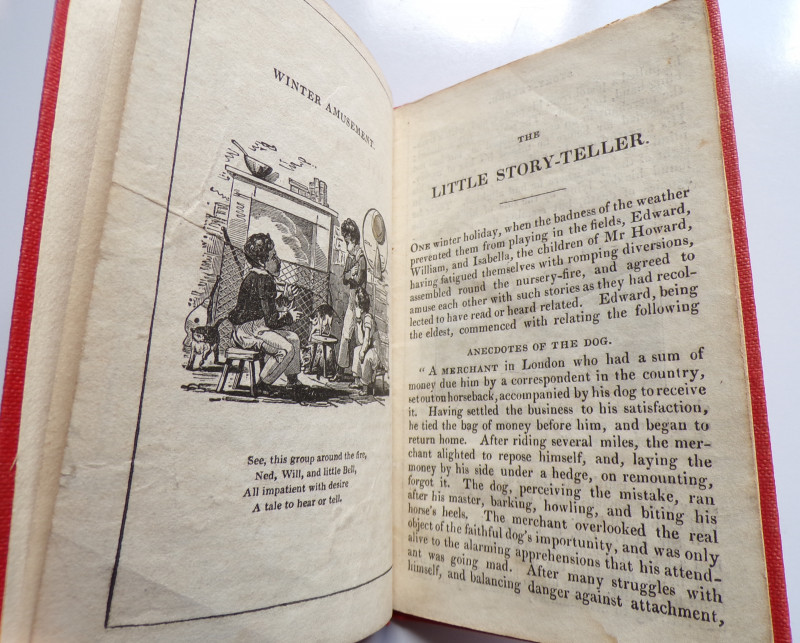 WINTER AMUSEMENT.
See, this group around the fire,
Ned, Will, and little Bell,
All impatient with desire
A tale to hear or tell.
THE
LITTLE STORY-TELLER.
ONE winter holiday, when the badness of the weather
prevented them from playing in the fields, Edward,
William, and Isabella, the children of Mr Howard,
having fatigued themselves with romping diversions,
assembled round the nursery-fire, and agreed to
amuse each other with such stories as they had recol-
lected to have read or heard related. Edward, being
the eldest, commenced with relating the following
ANECDOTES OF THE DOG.
" A MERCHANT in London who had a sum of
money due him by a correspondent in the country,
set out on horseback, accompanied by his dog to receive
it. Having settled the business to his satisfaction,
he tied the bag of money before him, and began to
return home. After riding several miles, the mer-
chant alighted to repose himself, and, laying the
money by his side under a hedge, on remounting,
forgot it. The dog, perceiving the mistake, ran
after his master, barking, howling, and biting his
horse's heels. The merchant overlooked the real
object of the faithful dog's importunity, and was only
alive to the alarming apprehensions that his attend-
ant was going mad. After many struggles with
himself, and balancing danger against attachment,